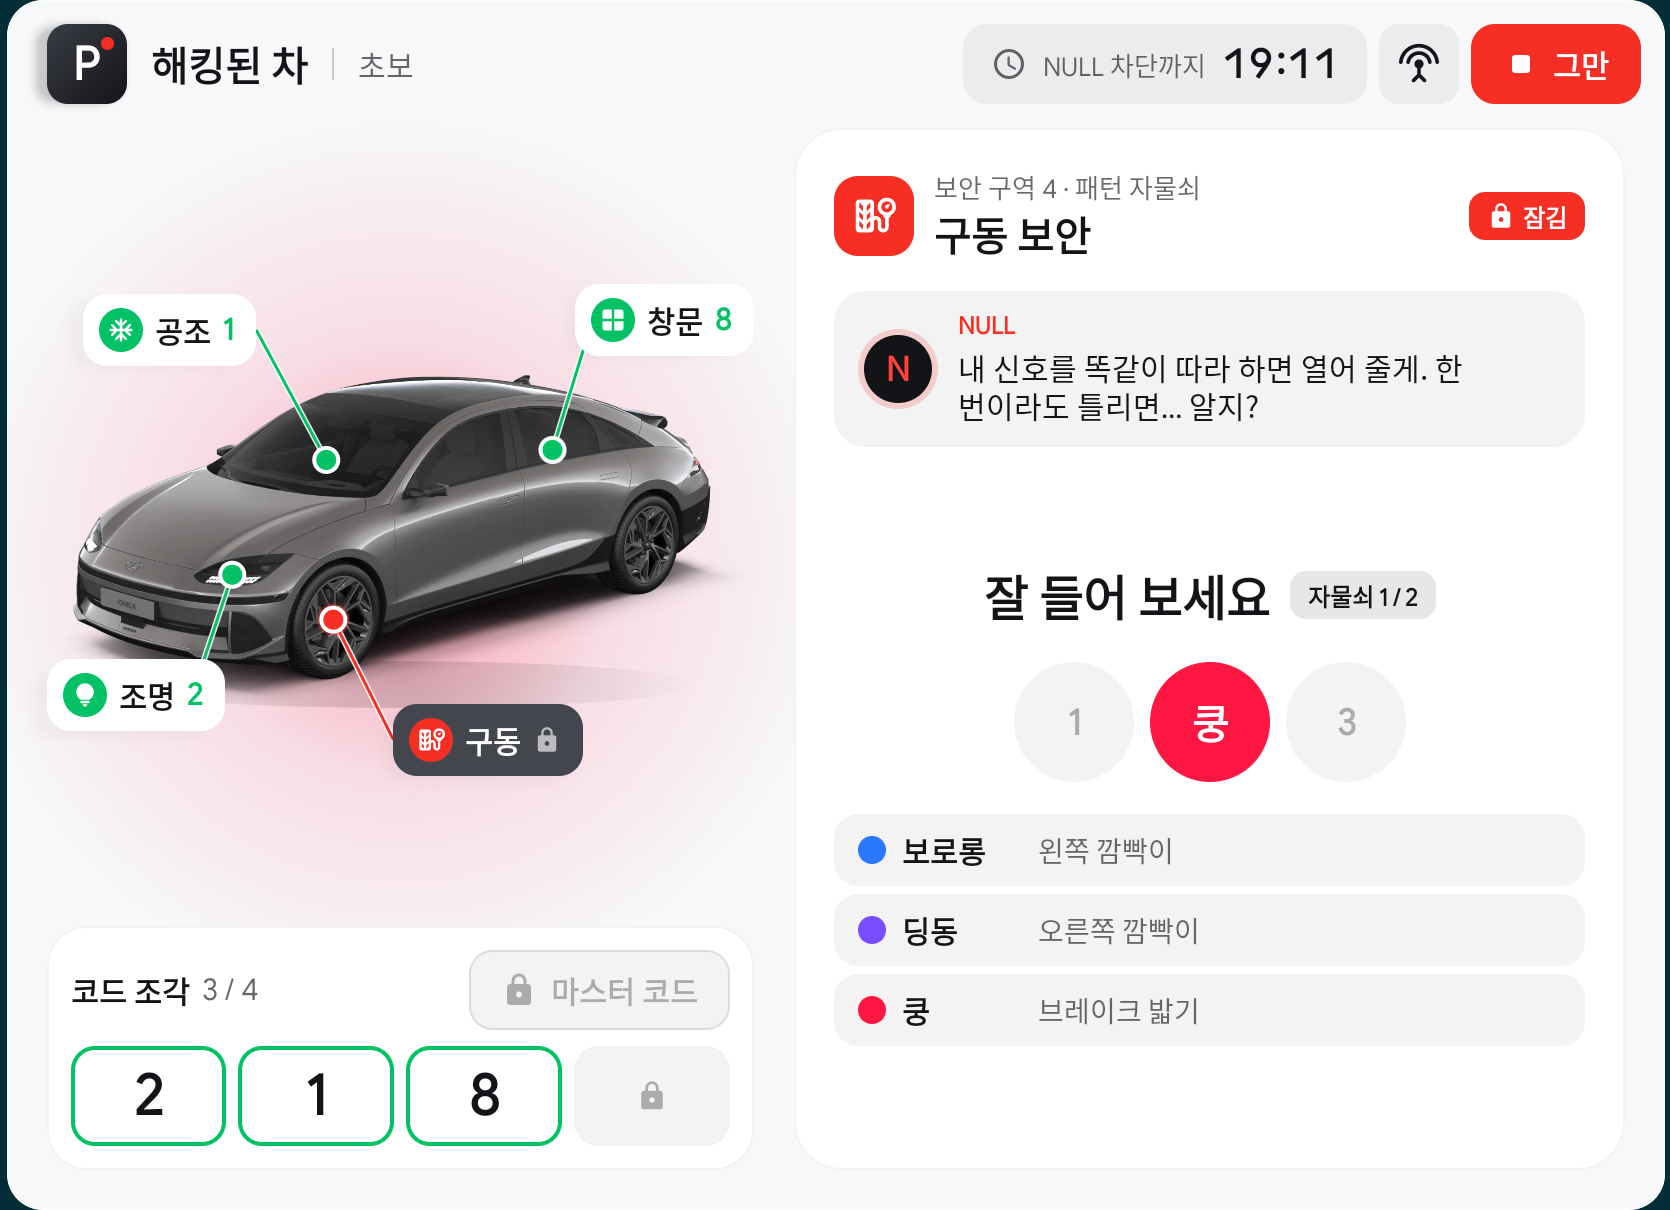 P
해킹된 차
초보
NULL 차단까지 19:11
그만
보안 구역 4 · 패턴 자물쇠
구동 보안
잠김
NULL
N
내 신호를 똑같이 따라 하면 열어 줄게. 한
번이라도 틀리면... 알지?
공조 1
창문 8
조명 2
구동
잘 들어 보세요
자물쇠 1 / 2
1
쿵
3
보로롱 왼쪽 깜빡이
딩동 오른쪽 깜빡이
쿵 브레이크 밟기
코드 조각 3 / 4
마스터 코드
2
1
8
IONIQ 6